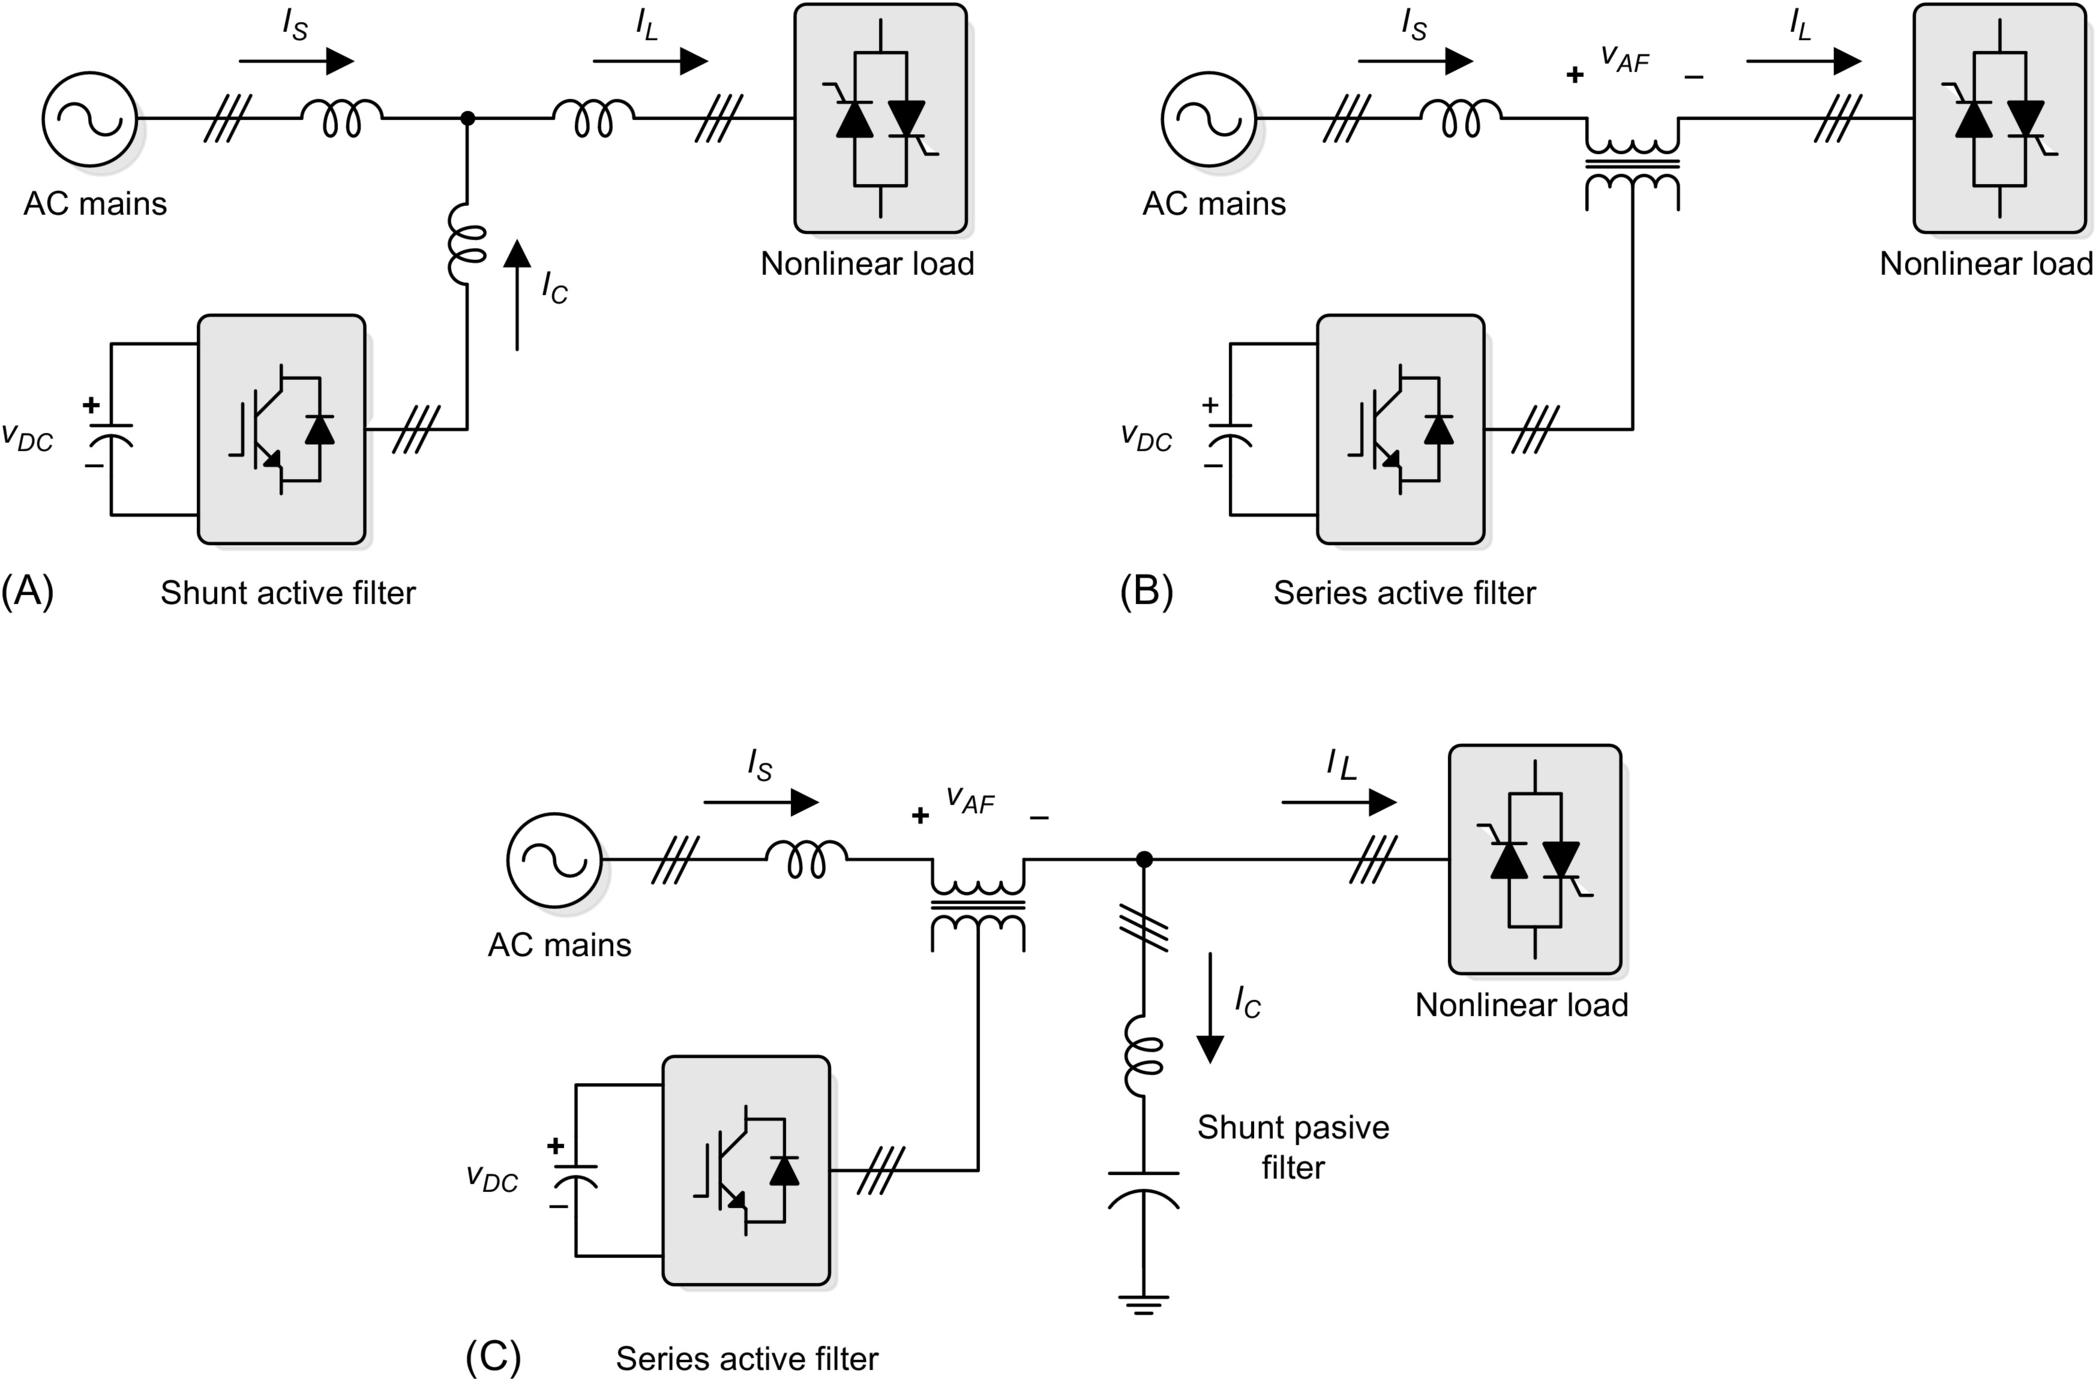 I_S
I_L
AC mains
Nonlinear load
I_C
+
v_DC
−
(A) Shunt active filter
I_S
+ v_AF −
I_L
AC mains
Nonlinear load
+
v_DC
−
(B) Series active filter
I_S
+ v_AF −
I_L
AC mains
Nonlinear load
I_C
Shunt pasive
filter
+
v_DC
−
(C) Series active filter